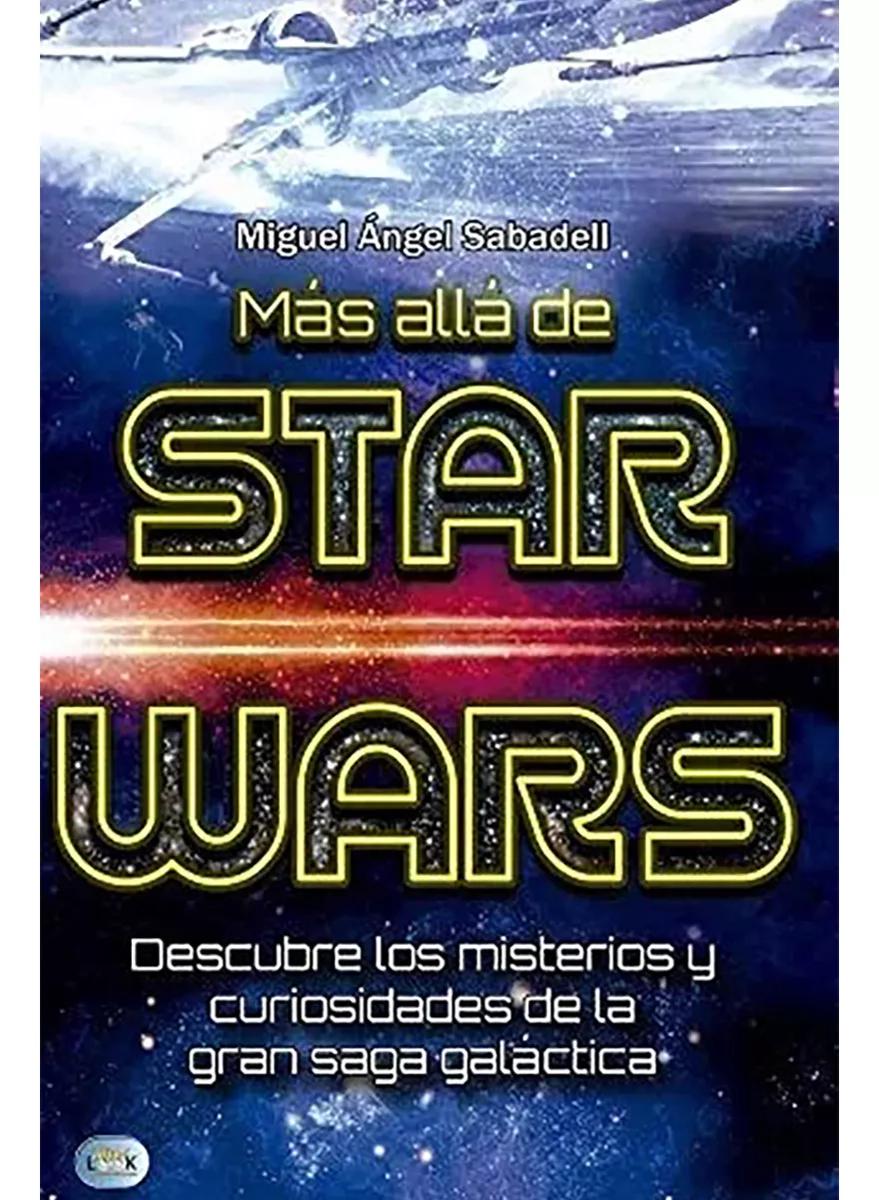 Miguel Ángel Sabadell
Más allá de
STAR
WARS
Descubre los misterios y
curiosidades de la
gran saga galáctica